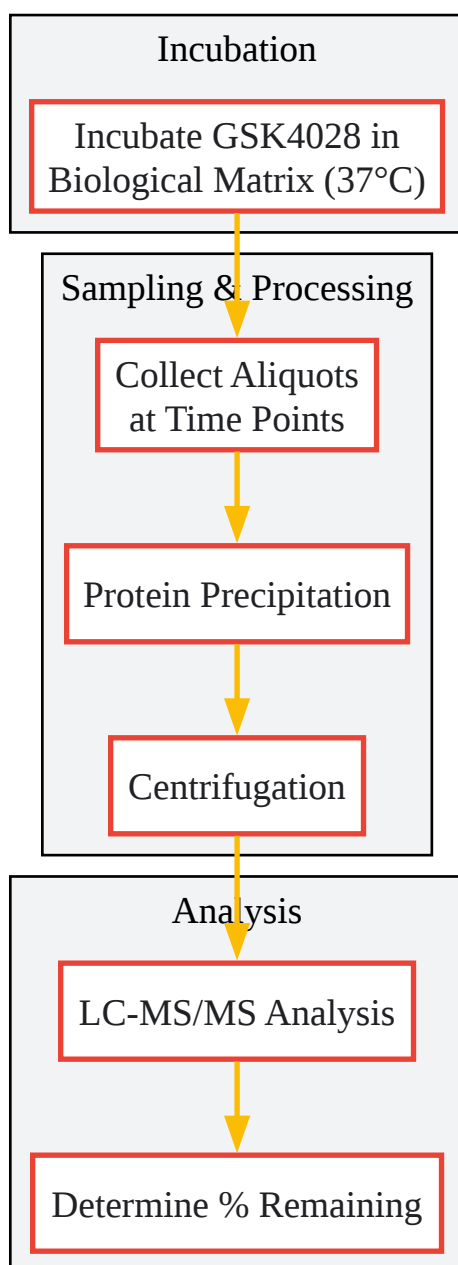 Incubation
Incubate GSK4028 in
Biological Matrix (37°C)
Sampling & Processing
Collect Aliquots
at Time Points
Protein Precipitation
Centrifugation
Analysis
LC-MS/MS Analysis
Determine % Remaining